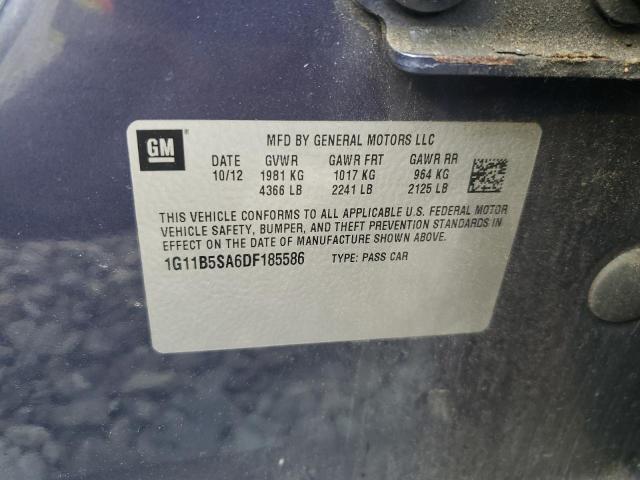 GM
MFD BY GENERAL MOTORS LLC
DATE GVWR GAWR FRT GAWR RR
10/12 1981 KG 1017 KG 964 KG
4366 LB 2241 LB 2125 LB
THIS VEHICLE CONFORMS TO ALL APPLICABLE U.S. FEDERAL MOTOR
VEHICLE SAFETY, BUMPER, AND THEFT PREVENTION STANDARDS IN
EFFECT ON THE DATE OF MANUFACTURE SHOWN ABOVE.
1G11B5SA6DF185586 TYPE: PASS CAR